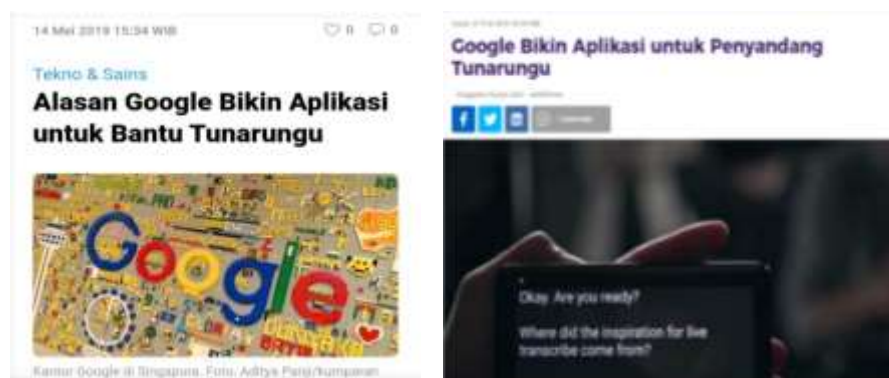 14 Mei 2019 15:34 WIB
0 0
Tekno & Sains
Alasan Google Bikin Aplikasi
untuk Bantu Tunarungu
Google
Kantor Google di Singapura. Foto: Aditya Panji/kumparan
Google Bikin Aplikasi untuk Penyandang
Tunarungu
Okay. Are you ready?
Where did the inspiration for live
transcribe come from?